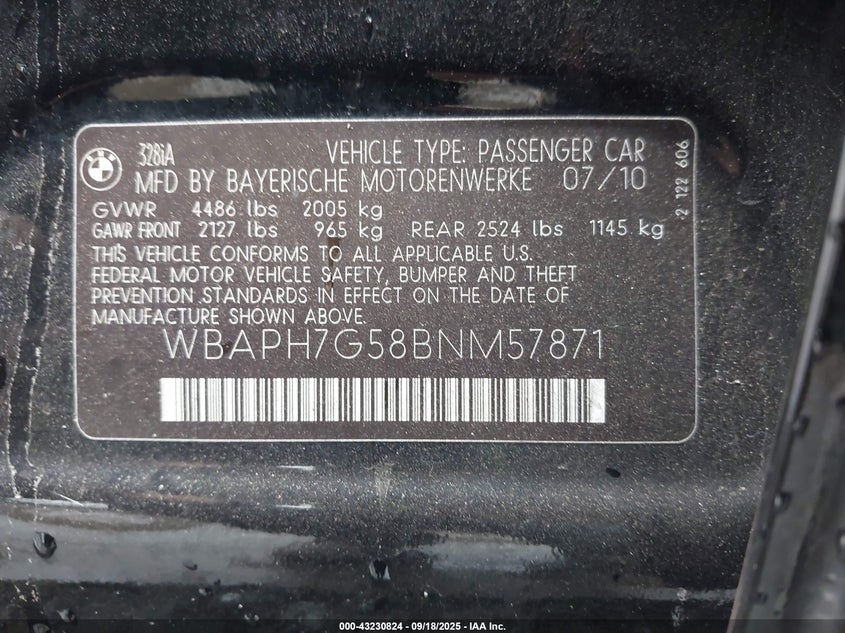 BMW
328iA VEHICLE TYPE: PASSENGER CAR
MFD BY BAYERISCHE MOTORENWERKE 07/10
GVWR 4486 lbs 2005 kg
GAWR FRONT 2127 lbs 965 kg REAR 2524 lbs 1145 kg
THIS VEHICLE CONFORMS TO ALL APPLICABLE U.S.
FEDERAL MOTOR VEHICLE SAFETY, BUMPER AND THEFT
PREVENTION STANDARDS IN EFFECT ON THE DATE OF
MANUFACTURE SHOWN ABOVE.
WBAPH7G58BNM57871
2 122 606
000-43230824 - 09/18/2025 - IAA Inc.